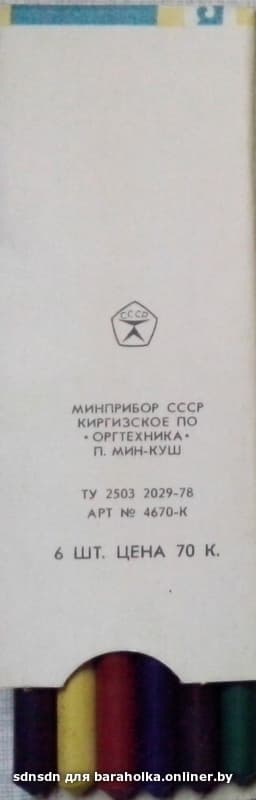 СССР
МИНПРИБОР СССР
КИРГИЗСКОЕ ПО
• ОРГТЕХНИКА •
П. МИН-КУШ
ТУ 2503 2029-78
АРТ № 4670-К
6 ШТ. ЦЕНА 70 К.
sdnsdn для baraholka.onliner.by